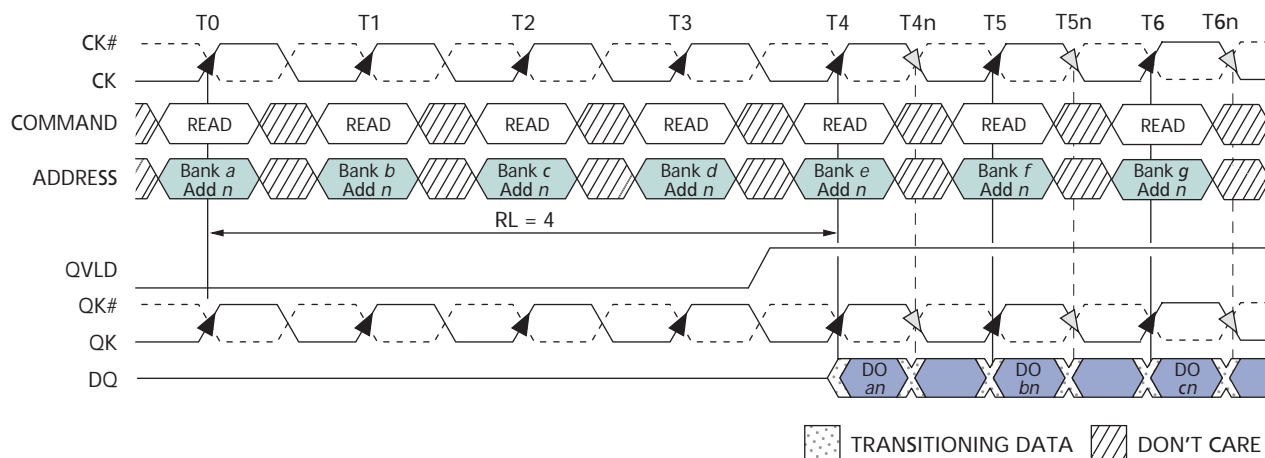 T0 T1 T2 T3 T4 T4n T5 T5n T6 T6n
CK#
CK
COMMAND READ READ READ READ READ READ READ
ADDRESS Bank a Add n Bank b Add n Bank c Add n Bank d Add n Bank e Add n Bank f Add n Bank g Add n
RL = 4
QVLD
QK#
QK
DQ DO an DO bn DO cn
TRANSITIONING DATA DON'T CARE